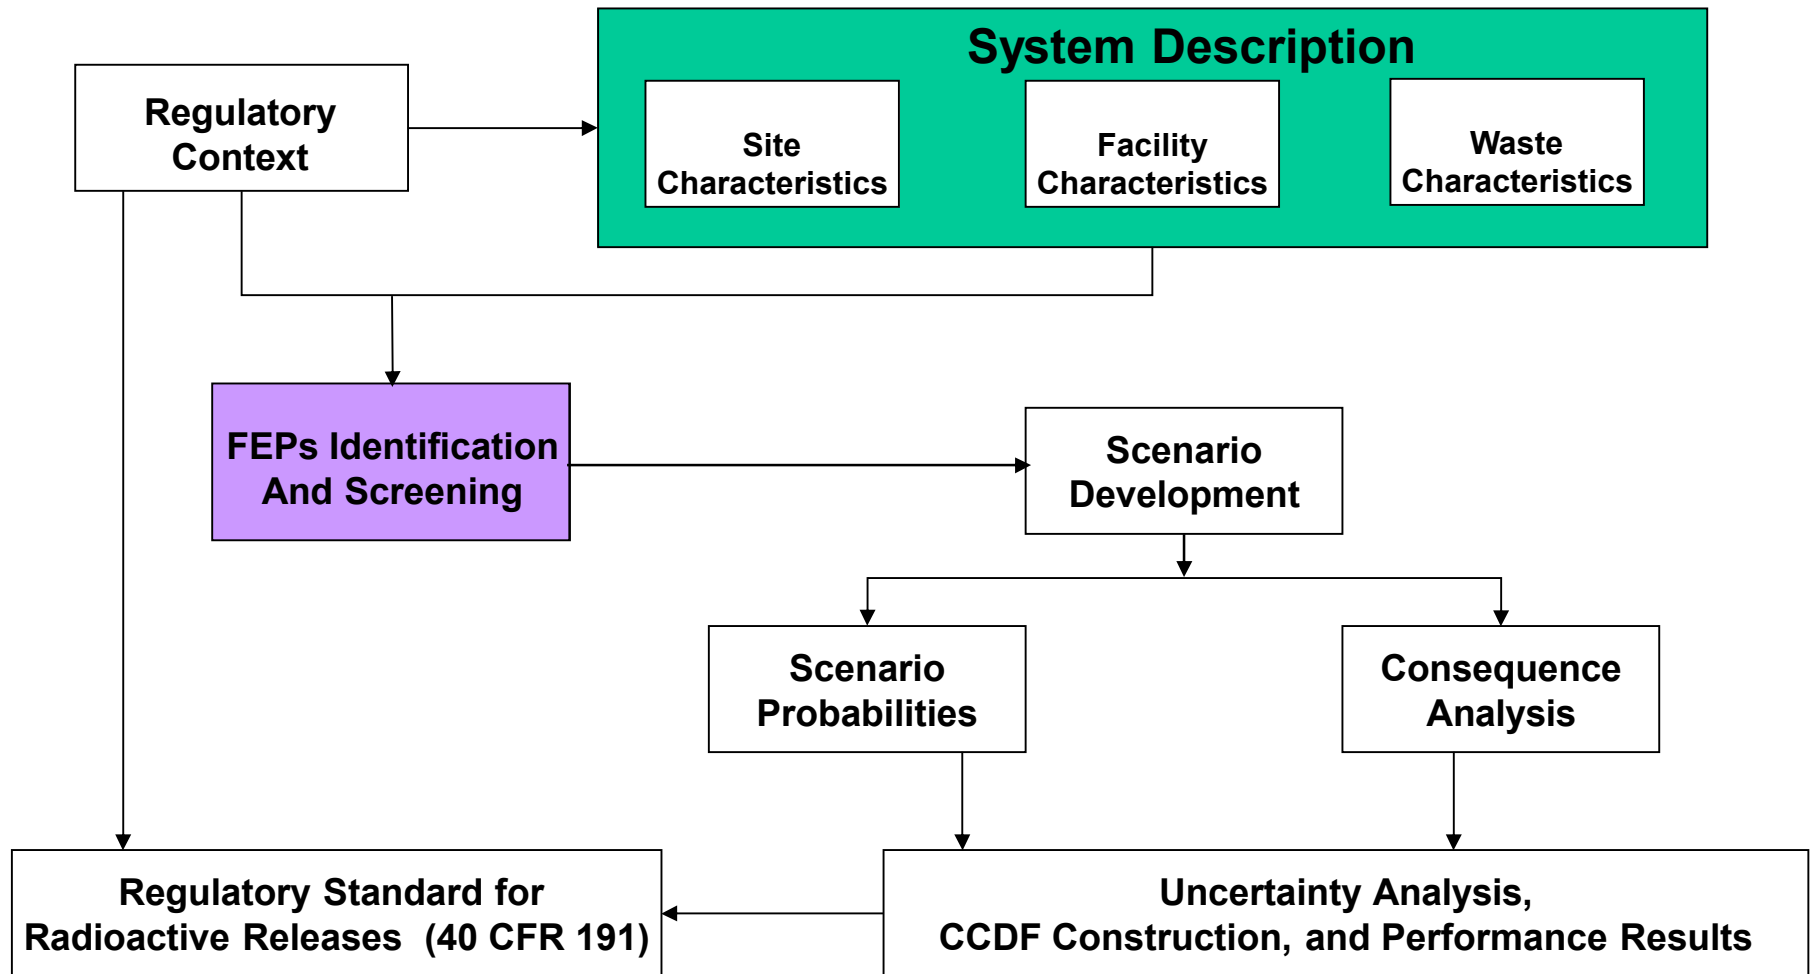 System Description
Regulatory
Context
Site
Characteristics
Facility
Characteristics
Waste
Characteristics
FEPs Identification
And Screening
Scenario
Development
Scenario
Probabilities
Consequence
Analysis
Regulatory Standard for
Radioactive Releases (40 CFR 191)
Uncertainty Analysis,
CCDF Construction, and Performance Results